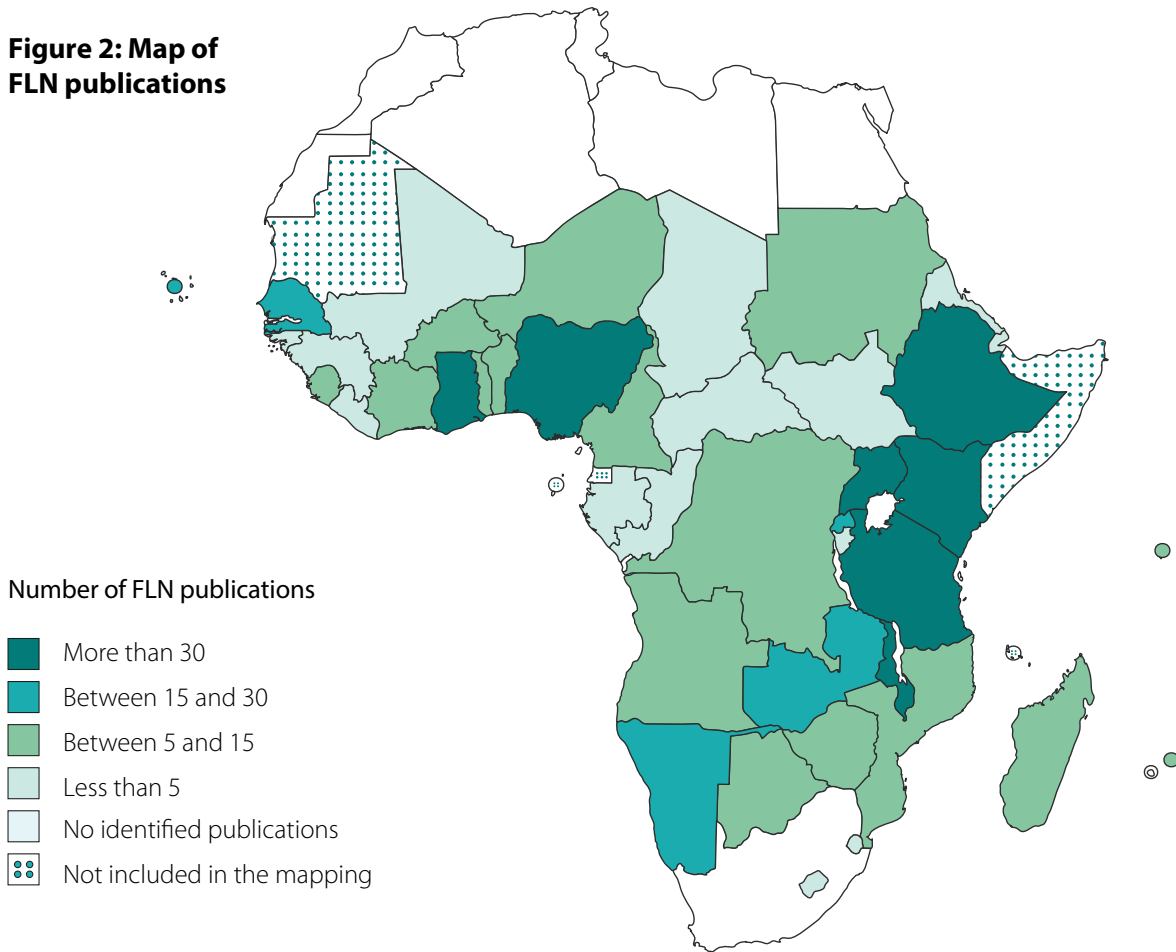 Figure 2: Map of
FLN publications
Number of FLN publications
More than 30
Between 15 and 30
Between 5 and 15
Less than 5
No identified publications
Not included in the mapping